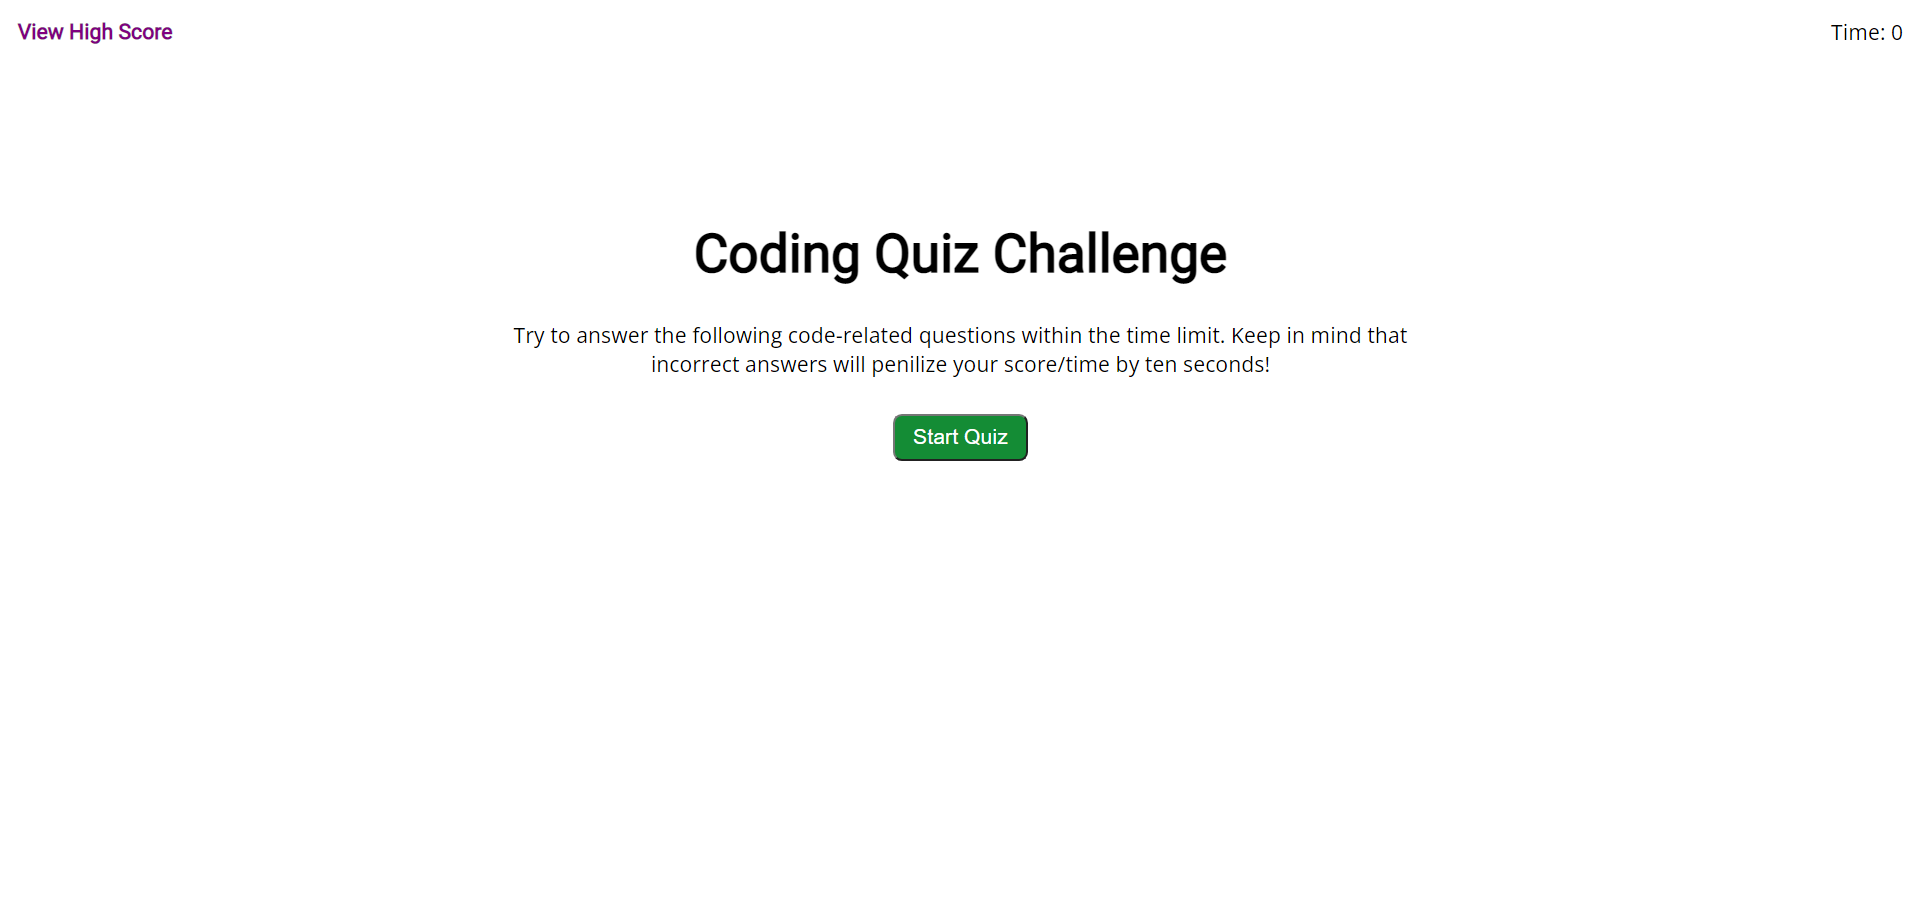 View High Score
Time: 0
Coding Quiz Challenge
Try to answer the following code-related questions within the time limit. Keep in mind that
incorrect answers will penilize your score/time by ten seconds!
Start Quiz